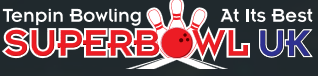 Tenpin Bowling At Its Best
SUPERBOWL UK